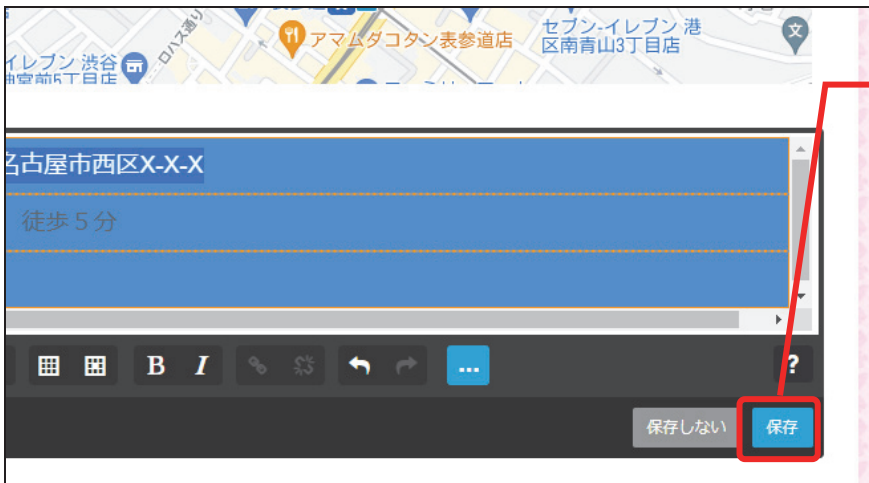 ロハス通り
アマムダコタン表参道店
セブン-イレブン 港
区南青山3丁目店
文
イレブン 渋谷
神宮前5丁目店
名古屋市西区X-X-X
徒歩5分
B I ... ?
保存しない 保存